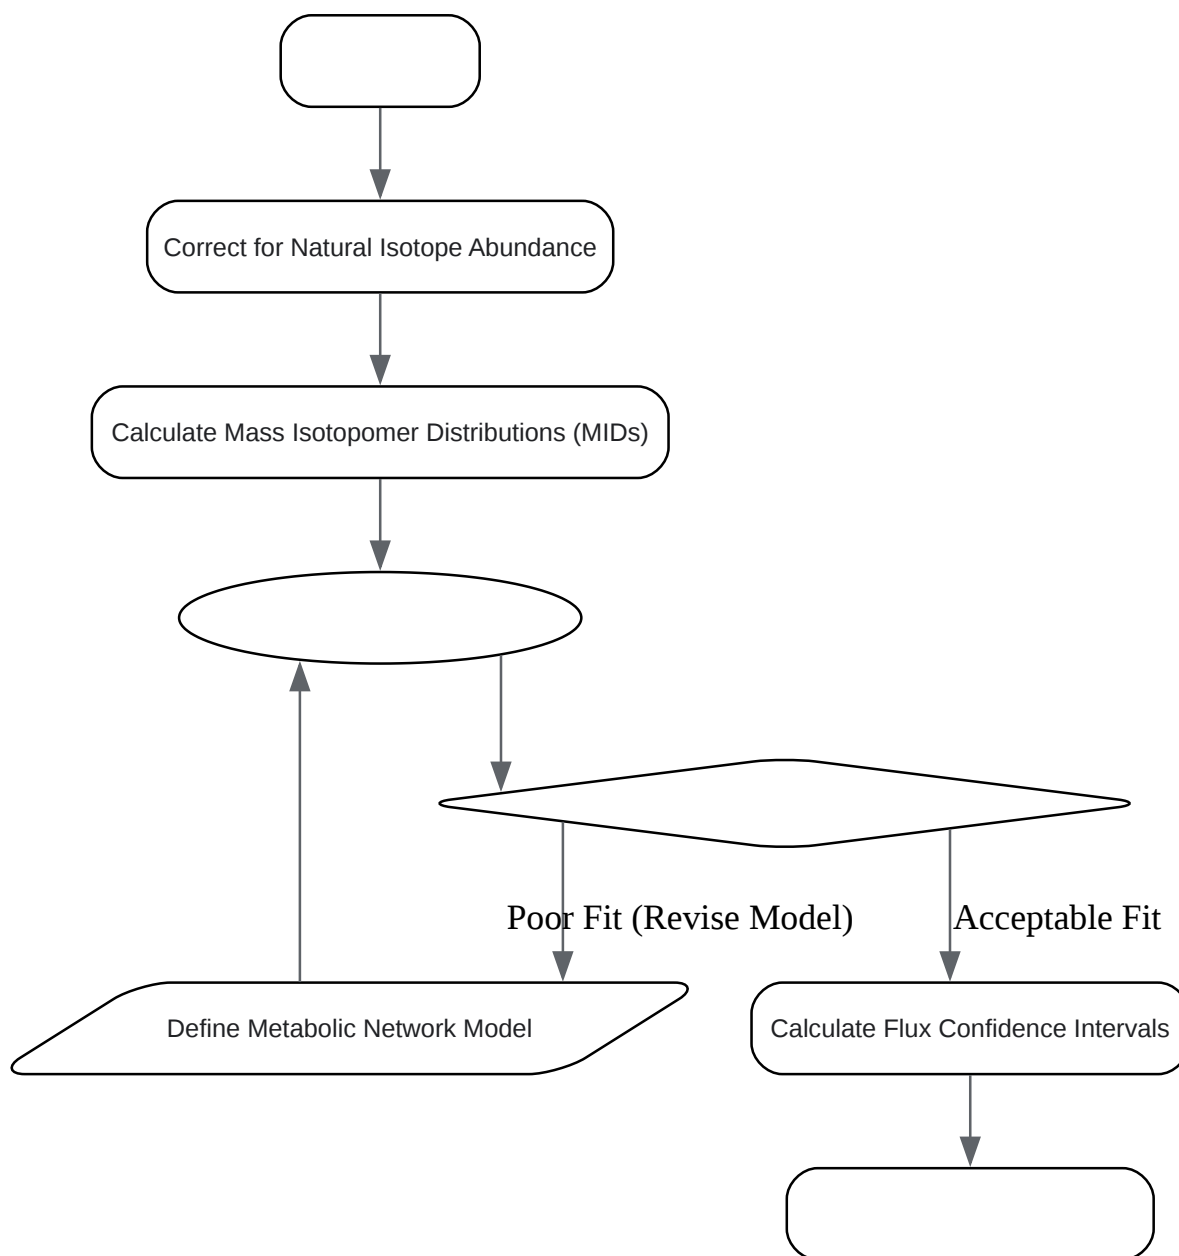 Correct for Natural Isotope Abundance
Calculate Mass Isotopomer Distributions (MIDs)
Poor Fit (Revise Model)
Acceptable Fit
Define Metabolic Network Model
Calculate Flux Confidence Intervals